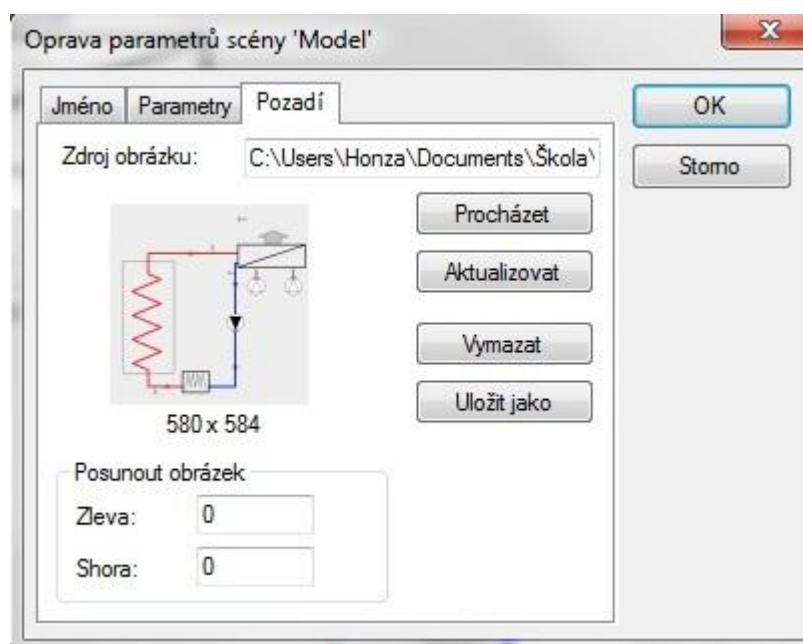 Oprava parametrů scény 'Model'
Jméno Parametry Pozadí
OK
Storno
Zdroj obrázku: C:\Users\Honza\Documents\Škola\
Procházet
Aktualizovat
Vymazat
Uložit jako
580 x 584
Posunout obrázek
Zleva: 0
Shora: 0